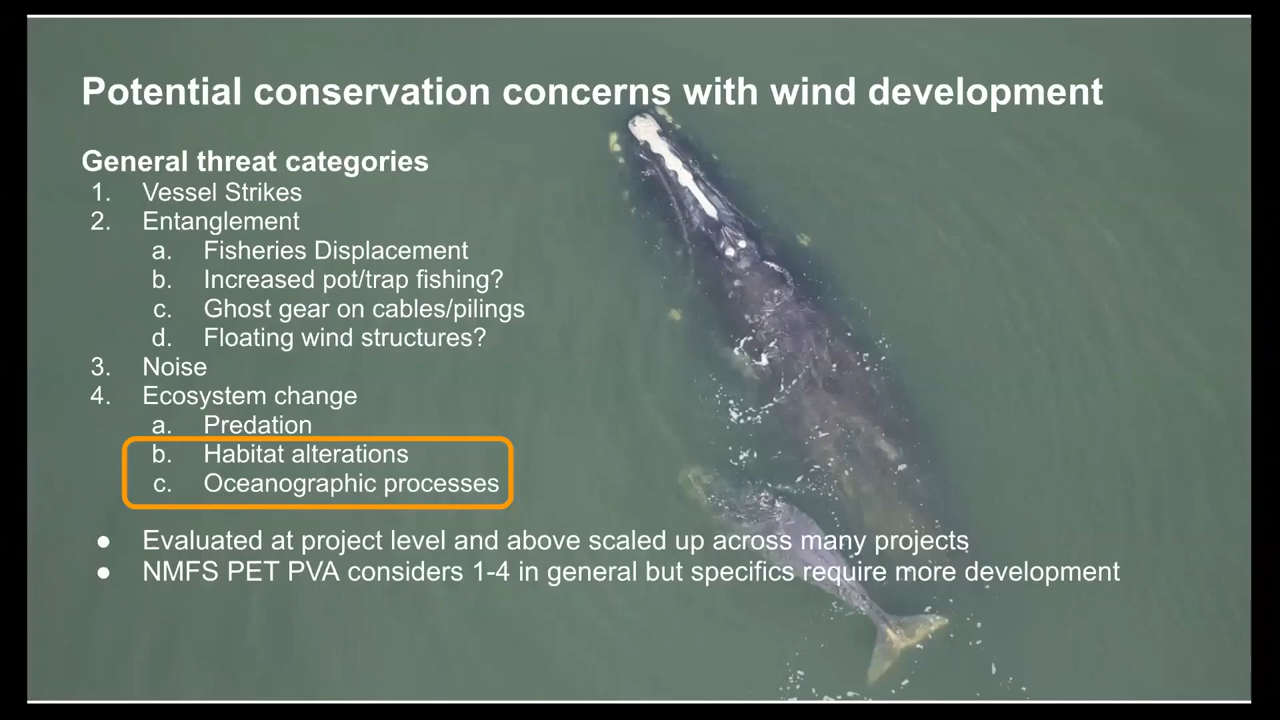 Potential conservation concerns with wind development
General threat categories
1. Vessel Strikes
2. Entanglement
a. Fisheries Displacement
b. Increased pot/trap fishing?
c. Ghost gear on cables/pilings
d. Floating wind structures?
3. Noise
4. Ecosystem change
a. Predation
b. Habitat alterations
c. Oceanographic processes
● Evaluated at project level and above scaled up across many projects
● NMFS PET PVA considers 1-4 in general but specifics require more development